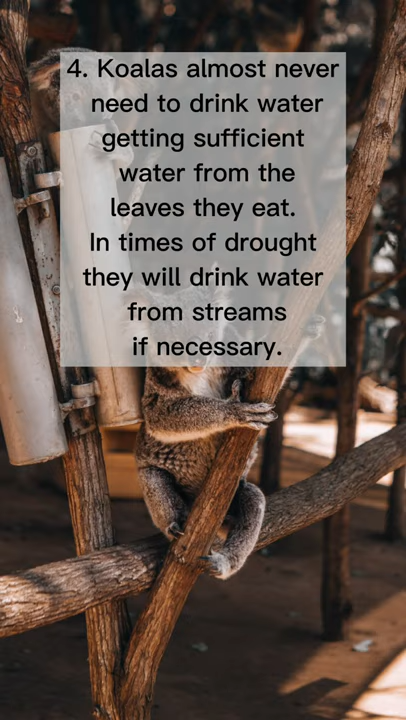 4. Koalas almost never
need to drink water
getting sufficient
water from the
leaves they eat.
In times of drought
they will drink water
from streams
if necessary.